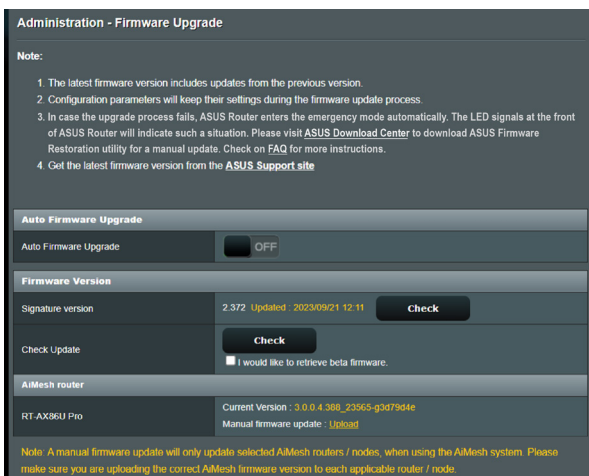 Administration - Firmware Upgrade
Note:
1. The latest firmware version includes updates from the previous version.
2. Configuration parameters will keep their settings during the firmware update process.
3. In case the upgrade process fails, ASUS Router enters the emergency mode automatically. The LED signals at the front
of ASUS Router will indicate such a situation. Please visit ASUS Download Center to download ASUS Firmware
Restoration utility for a manual update. Check on FAQ for more instructions.
4. Get the latest firmware version from the ASUS Support site
Auto Firmware Upgrade
Auto Firmware Upgrade OFF
Firmware Version
Signature version 2.372 Updated : 2023/09/21 12:11 Check
Check Update Check
I would like to retrieve beta firmware.
AiMesh router
RT-AX86U Pro Current Version : 3.0.0.4.388_23565-g3d79d4e
Manual firmware update : Upload
Note: A manual firmware update will only update selected AiMesh routers / nodes, when using the AiMesh system. Please
make sure you are uploading the correct AiMesh firmware version to each applicable router / node.